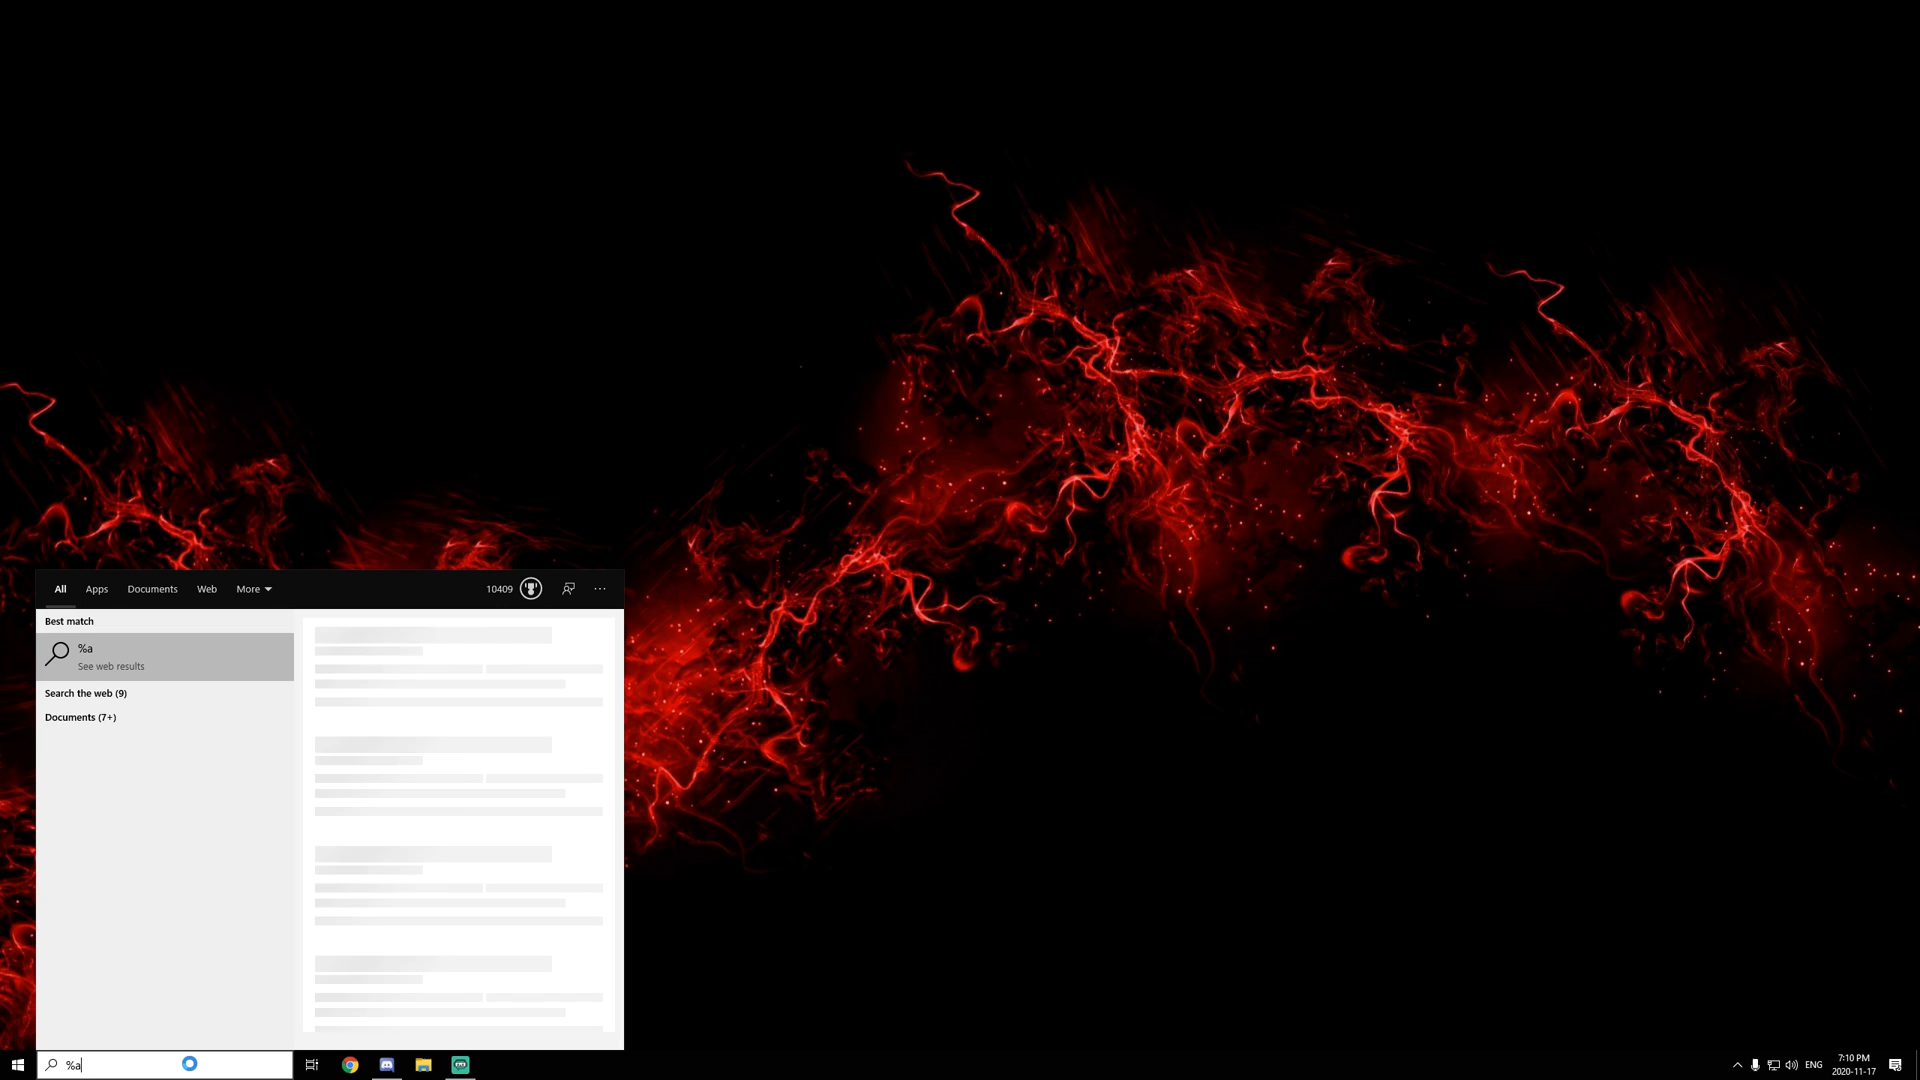 All Apps Documents Web More 10409
Best match
%a
See web results
Search the web (9)
Documents (7+)
%a
ENG
7:10 PM
2020-11-17